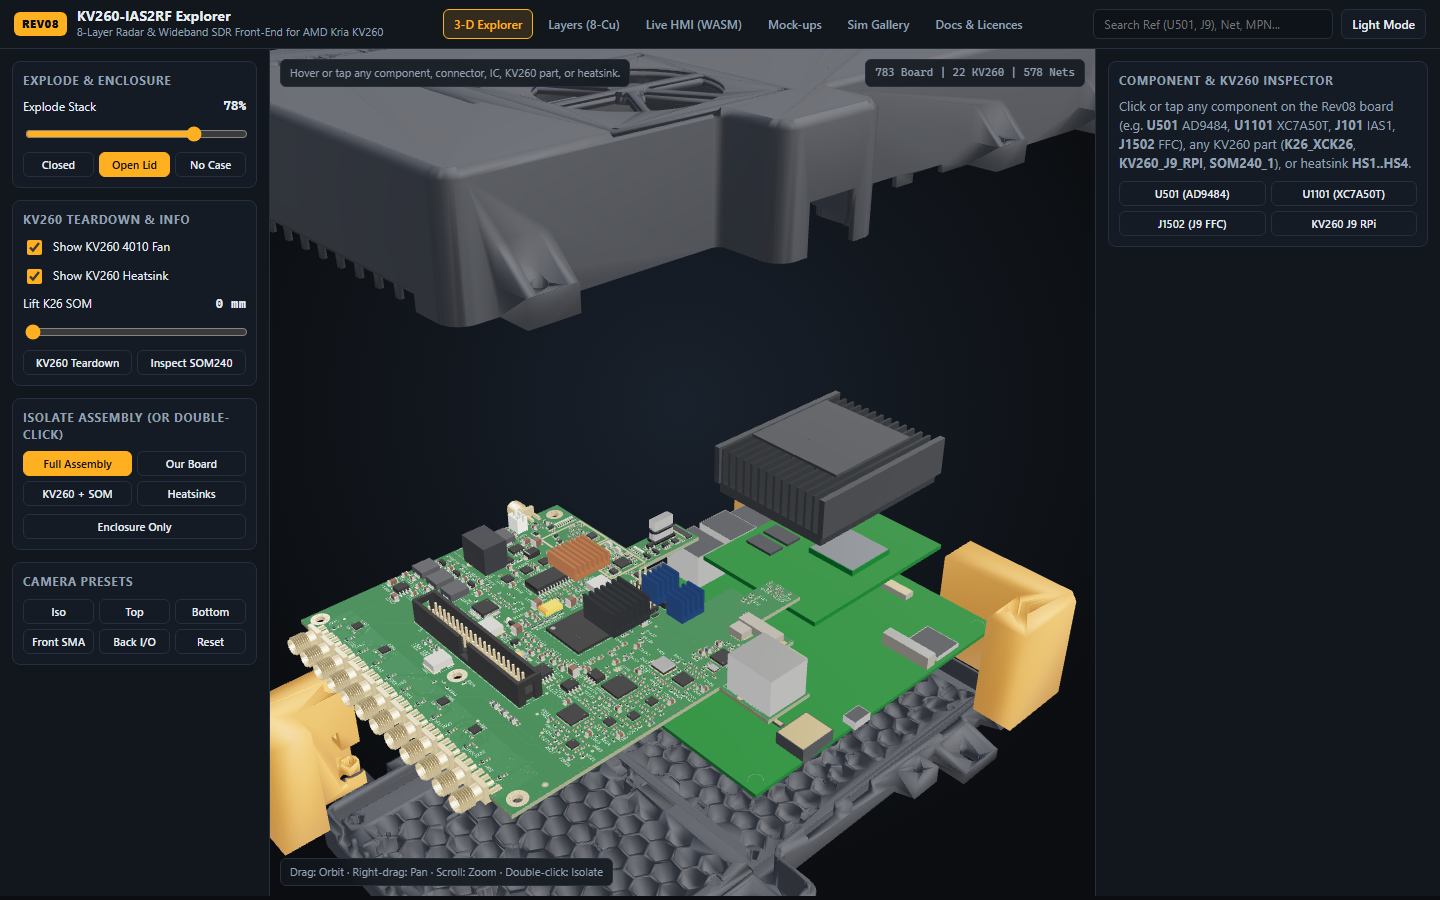 REV08
KV260-IAS2RF Explorer
8-Layer Radar & Wideband SDR Front-End for AMD Kria KV260
3-D Explorer
Layers (8-Cu)
Live HMI (WASM)
Mock-ups
Sim Gallery
Docs & Licences
Search Ref (U501, J9), Net, MPN...
Light Mode
EXPLODE & ENCLOSURE
Explode Stack 78%
Closed
Open Lid
No Case
KV260 TEARDOWN & INFO
Show KV260 4010 Fan
Show KV260 Heatsink
Lift K26 SOM 0 mm
KV260 Teardown
Inspect SOM240
ISOLATE ASSEMBLY (OR DOUBLE-
CLICK)
Full Assembly
Our Board
KV260 + SOM
Heatsinks
Enclosure Only
CAMERA PRESETS
Iso
Top
Bottom
Front SMA
Back I/O
Reset
Hover or tap any component, connector, IC, KV260 part, or heatsink.
783 Board | 22 KV260 | 578 Nets
Drag: Orbit · Right-drag: Pan · Scroll: Zoom · Double-click: Isolate
COMPONENT & KV260 INSPECTOR
Click or tap any component on the Rev08 board
(e.g. U501 AD9484, U1101 XC7A50T, J101 IAS1,
J1502 FFC), any KV260 part (K26_XCK26,
KV260_J9_RPI, SOM240_1), or heatsink HS1..HS4.
U501 (AD9484)
U1101 (XC7A50T)
J1502 (J9 FFC)
KV260 J9 RPi